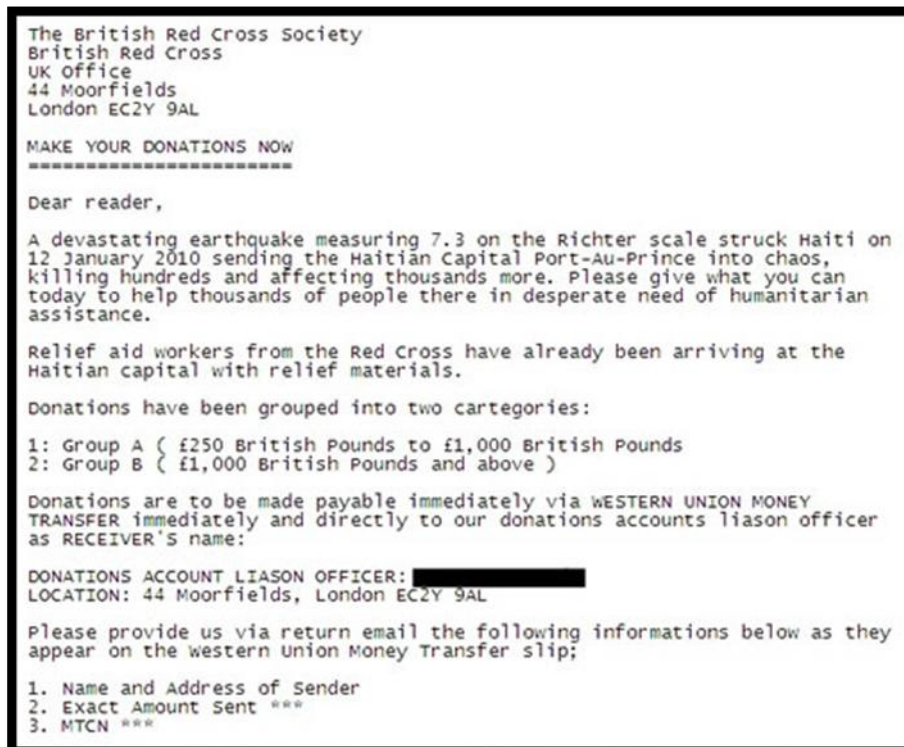 The British Red Cross Society
British Red Cross
UK Office
44 Moorfields
London EC2Y 9AL
MAKE YOUR DONATIONS NOW
========================
Dear reader,
A devastating earthquake measuring 7.3 on the Richter scale struck Haiti on
12 January 2010 sending the Haitian Capital Port-Au-Prince into chaos,
killing hundreds and affecting thousands more. Please give what you can
today to help thousands of people there in desperate need of humanitarian
assistance.
Relief aid workers from the Red Cross have already been arriving at the
Haitian capital with relief materials.
Donations have been grouped into two cartegories:
1: Group A ( £250 British Pounds to £1,000 British Pounds
2: Group B ( £1,000 British Pounds and above )
Donations are to be made payable immediately via WESTERN UNION MONEY
TRANSFER immediately and directly to our donations accounts liason officer
as RECEIVER'S name:
DONATIONS ACCOUNT LIASON OFFICER:
LOCATION: 44 Moorfields, London EC2Y 9AL
Please provide us via return email the following informations below as they
appear on the Western Union Money Transfer slip;
1. Name and Address of Sender
2. Exact Amount Sent ***
3. MTCN ***